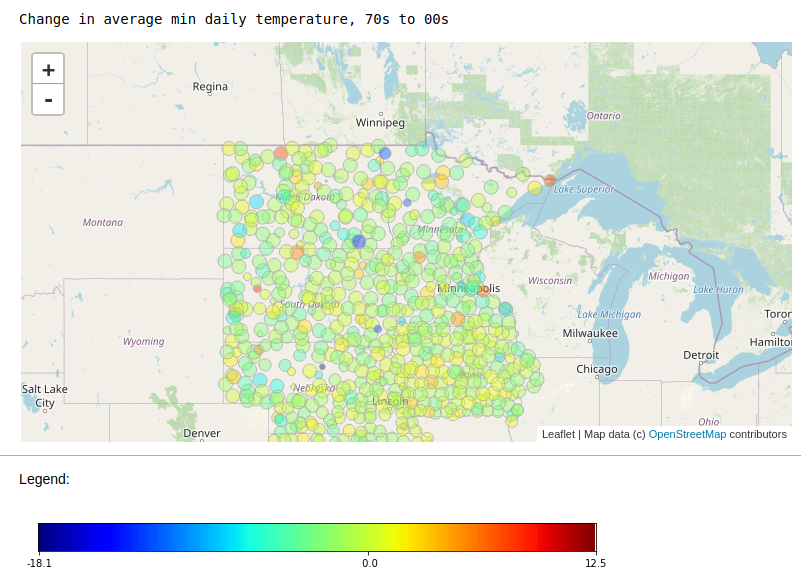 Change in average min daily temperature, 70s to 00s
+
-
Regina
Winnipeg
Ontario
Lake Superior
North Dakota
Montana
Minnesota
Wisconsin
Michigan
Minneapolis
Lake Huron
South Dakota
Lake Michigan
Toron
Wyoming
Milwaukee
Hamilto
Detroit
Chicago
Salt Lake
City
Nebraska
Lincoln
Ohio
Denver
Leaflet | Map data (c) OpenStreetMap contributors
Legend:
-18.1 0.0 12.5